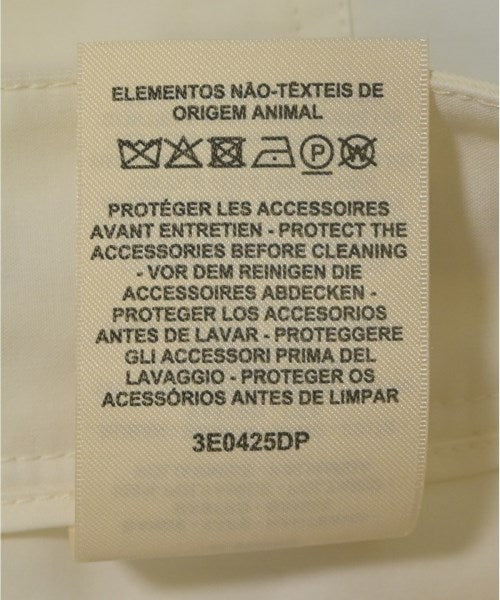 ELEMENTOS NÃO-TÊXTEIS DE
ORIGEM ANIMAL
P W
PROTÉGER LES ACCESSOIRES
AVANT ENTRETIEN - PROTECT THE
ACCESSORIES BEFORE CLEANING
- VOR DEM REINIGEN DIE
ACCESSOIRES ABDECKEN -
PROTEGER LOS ACCESORIOS
ANTES DE LAVAR - PROTEGGERE
GLI ACCESSORI PRIMA DEL
LAVAGGIO - PROTEGER OS
ACESSÓRIOS ANTES DE LIMPAR
3E0425DP